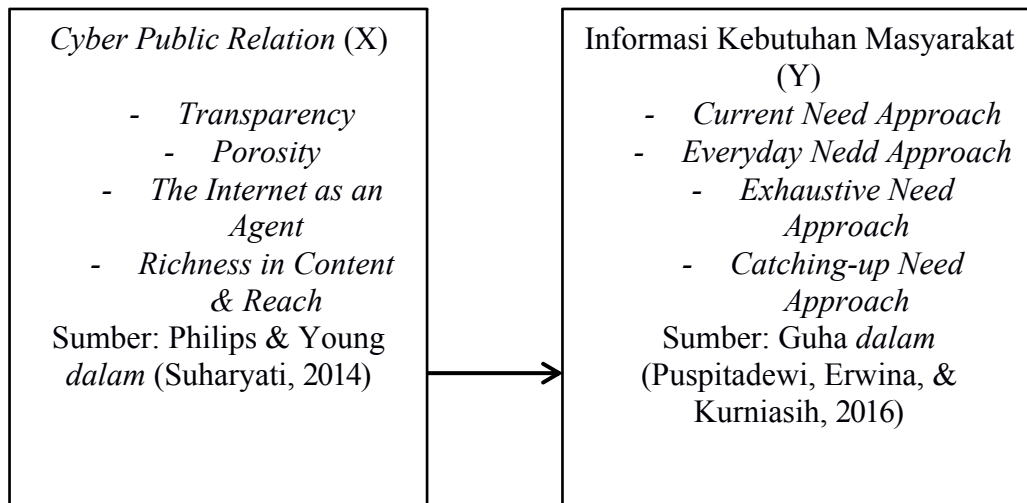 Cyber Public Relation (X)
- Transparency
- Porosity
- The Internet as an
Agent
- Richness in Content
& Reach
Sumber: Philips & Young
dalam (Suharyati, 2014)
Informasi Kebutuhan Masyarakat
(Y)
- Current Need Approach
- Everyday Nedd Approach
- Exhaustive Need
Approach
- Catching-up Need
Approach
Sumber: Guha dalam
(Puspitadewi, Erwina, &
Kurniasih, 2016)